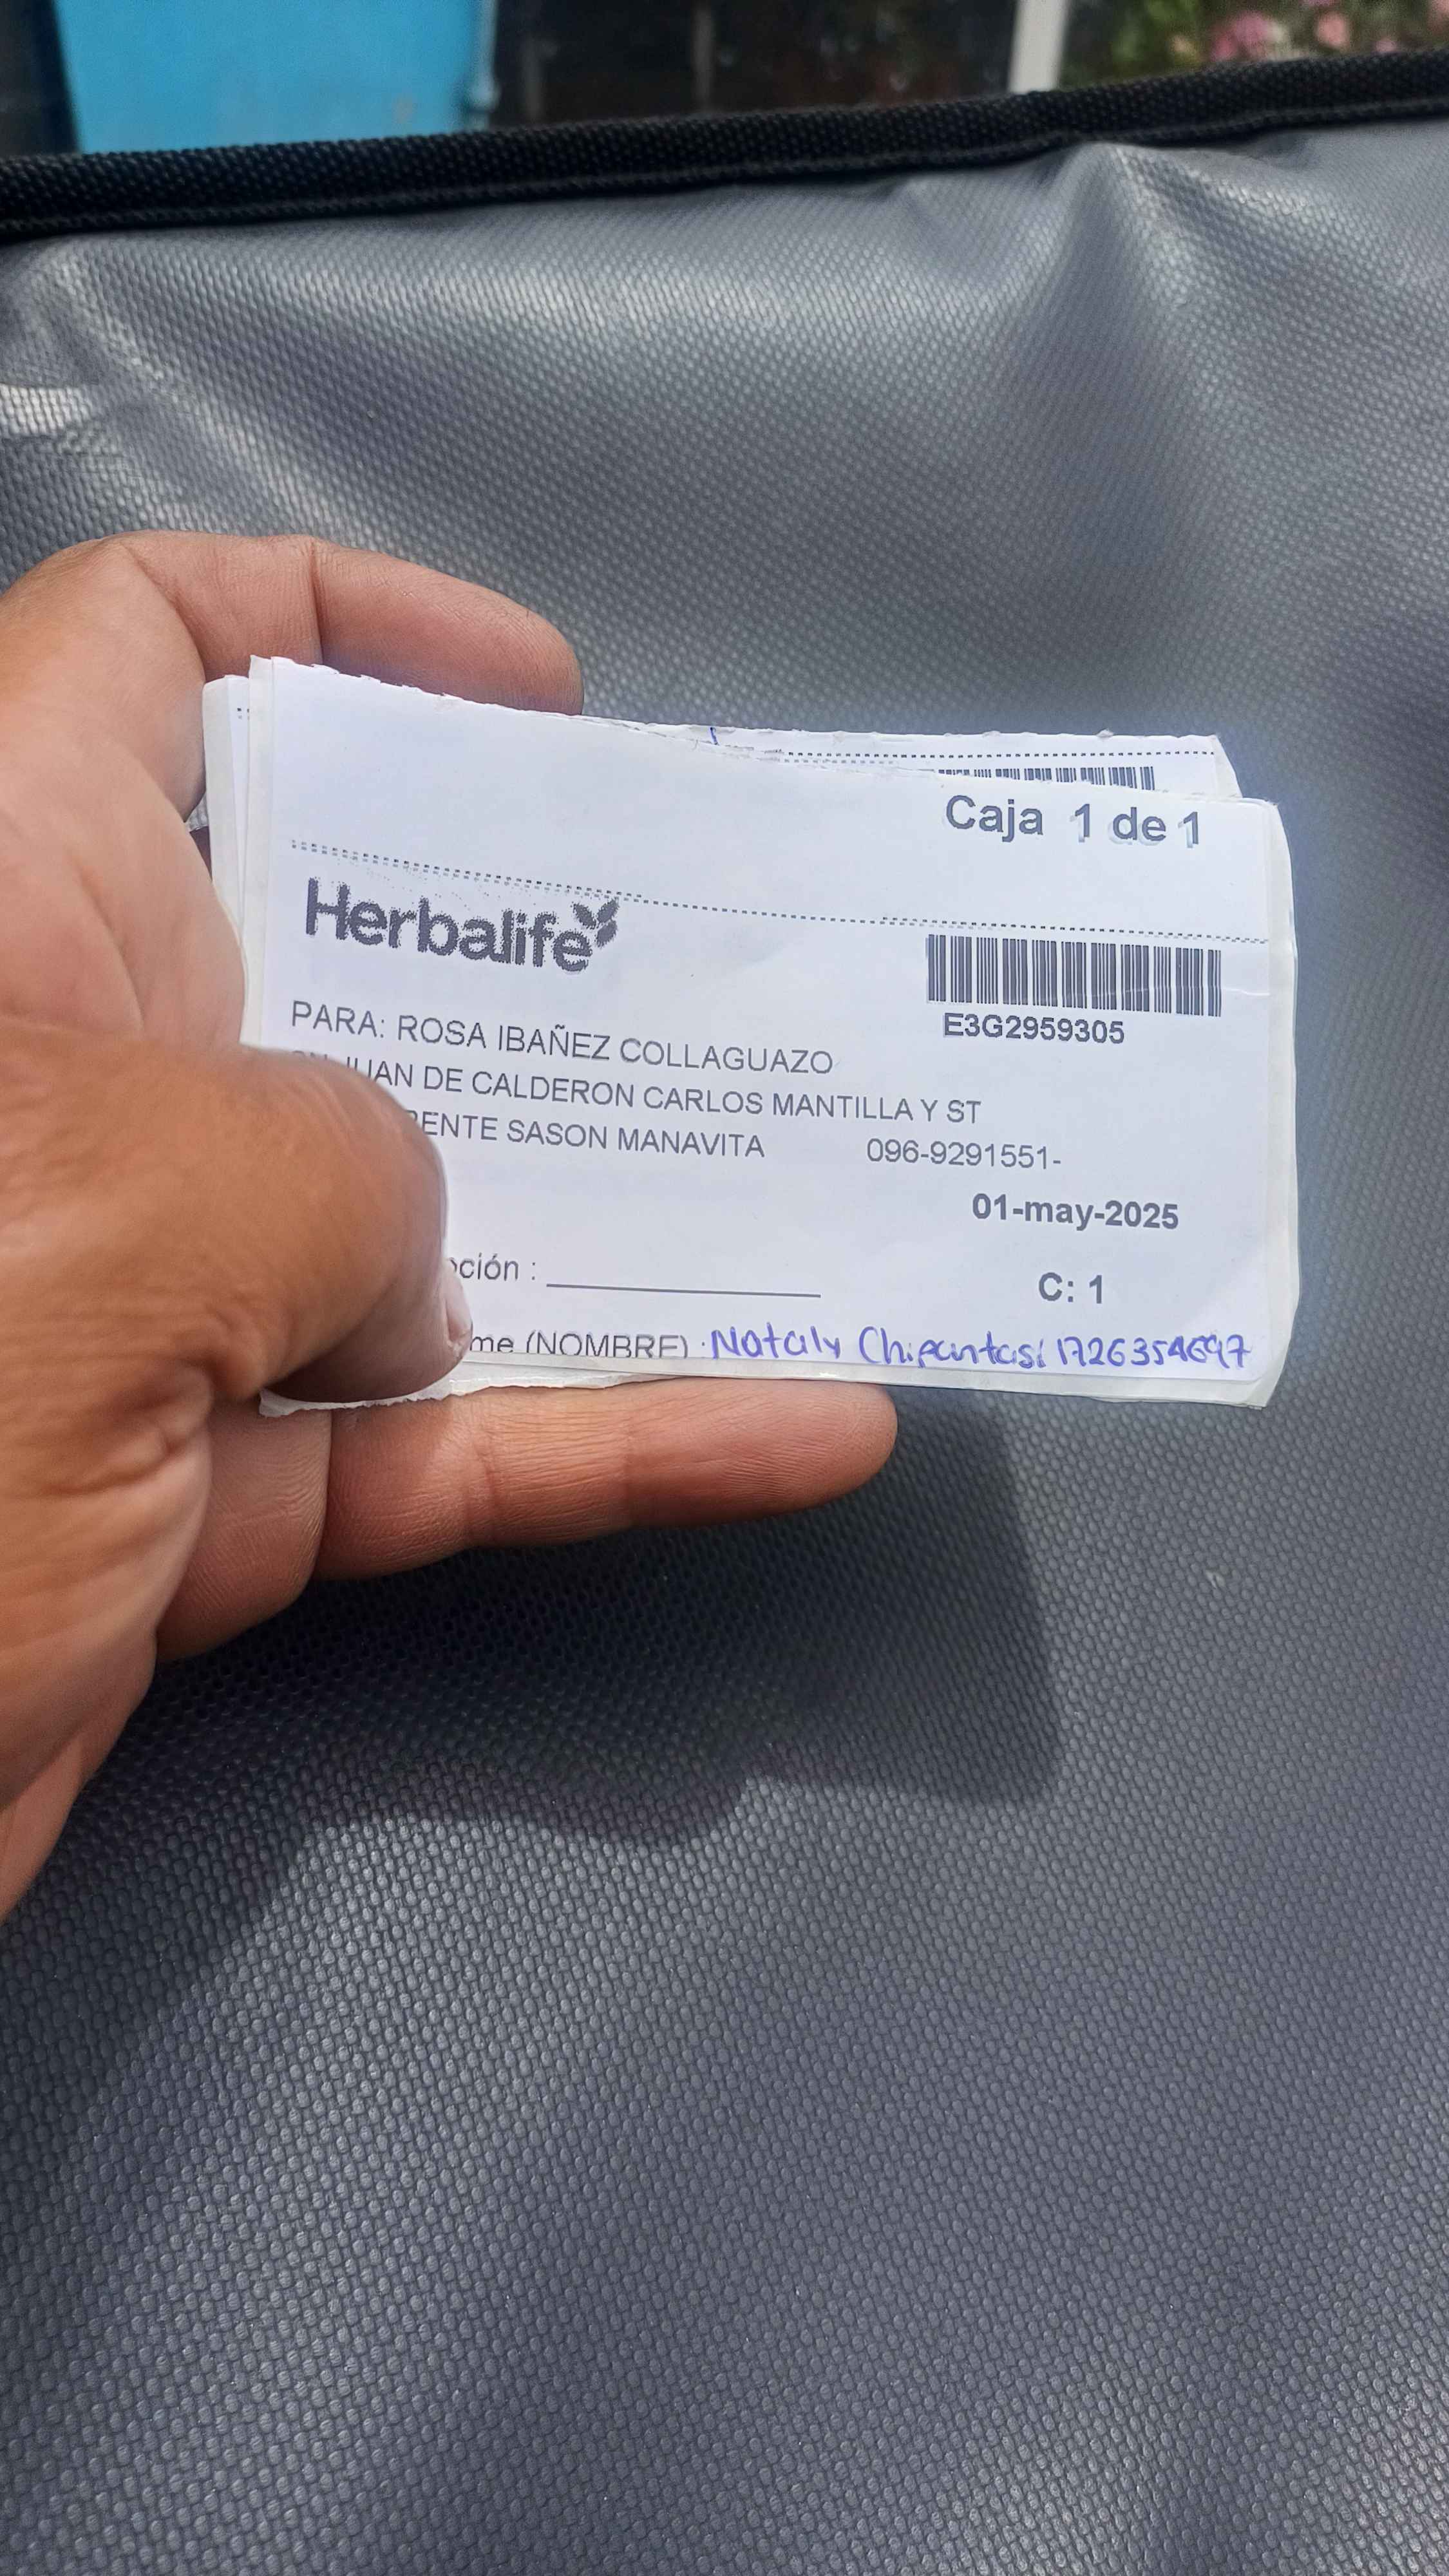 Caja 1 de 1
Herbalife
E3G2959305
PARA: ROSA IBAÑEZ COLLAGUAZO
JUAN DE CALDERON CARLOS MANTILLA Y ST
SASON MANAVITA 096-9291551-
01-may-2025
C: 1
(NOMBRE) : Nataly Chipantasi